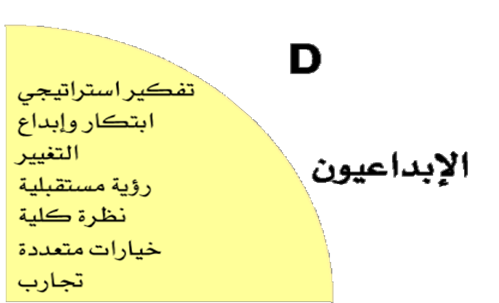 D
الإبداعيون
تفكير استراتيجي
ابتكار وإبداع
التغيير
رؤية مستقبلية
نظرة كلية
خيارات متعددة
تجارب